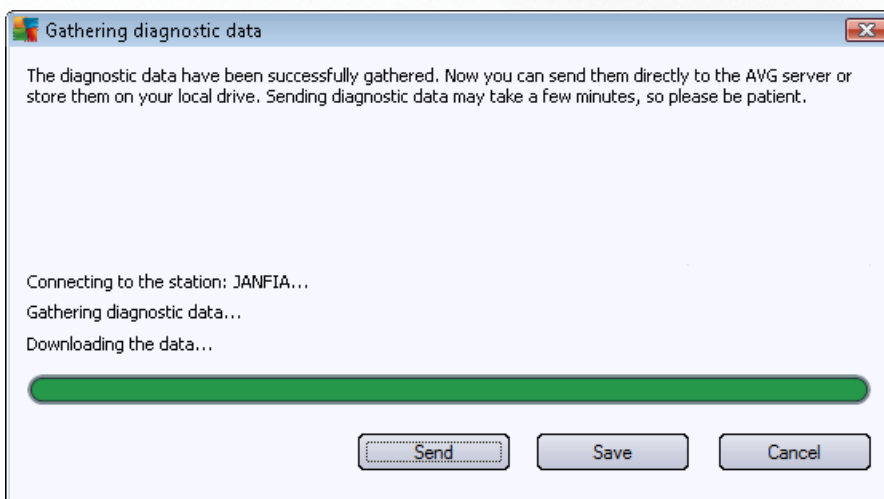 Gathering diagnostic data
The diagnostic data have been successfully gathered. Now you can send them directly to the AVG server or
store them on your local drive. Sending diagnostic data may take a few minutes, so please be patient.
Connecting to the station: JANFIA...
Gathering diagnostic data...
Downloading the data...
Send Save Cancel